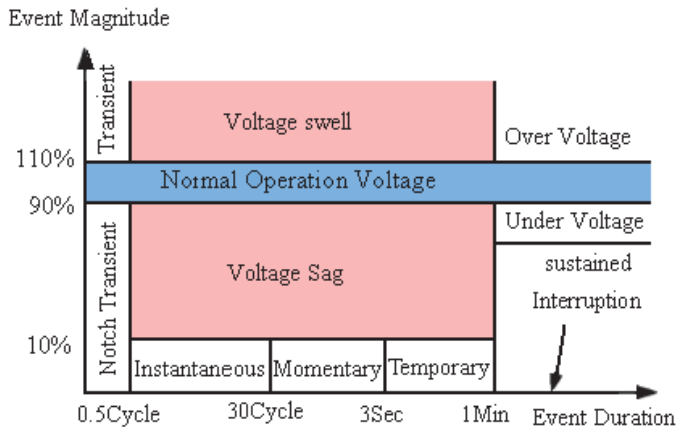 Event Magnitude
Transient
Voltage swell
Over Voltage
110%
Normal Operation Voltage
90%
Under Voltage
Notch Transient
Voltage Sag
sustained
Interruption
10%
Instantaneous
Momentary
Temporary
0.5Cycle
30Cycle
3Sec
1Min
Event Duration